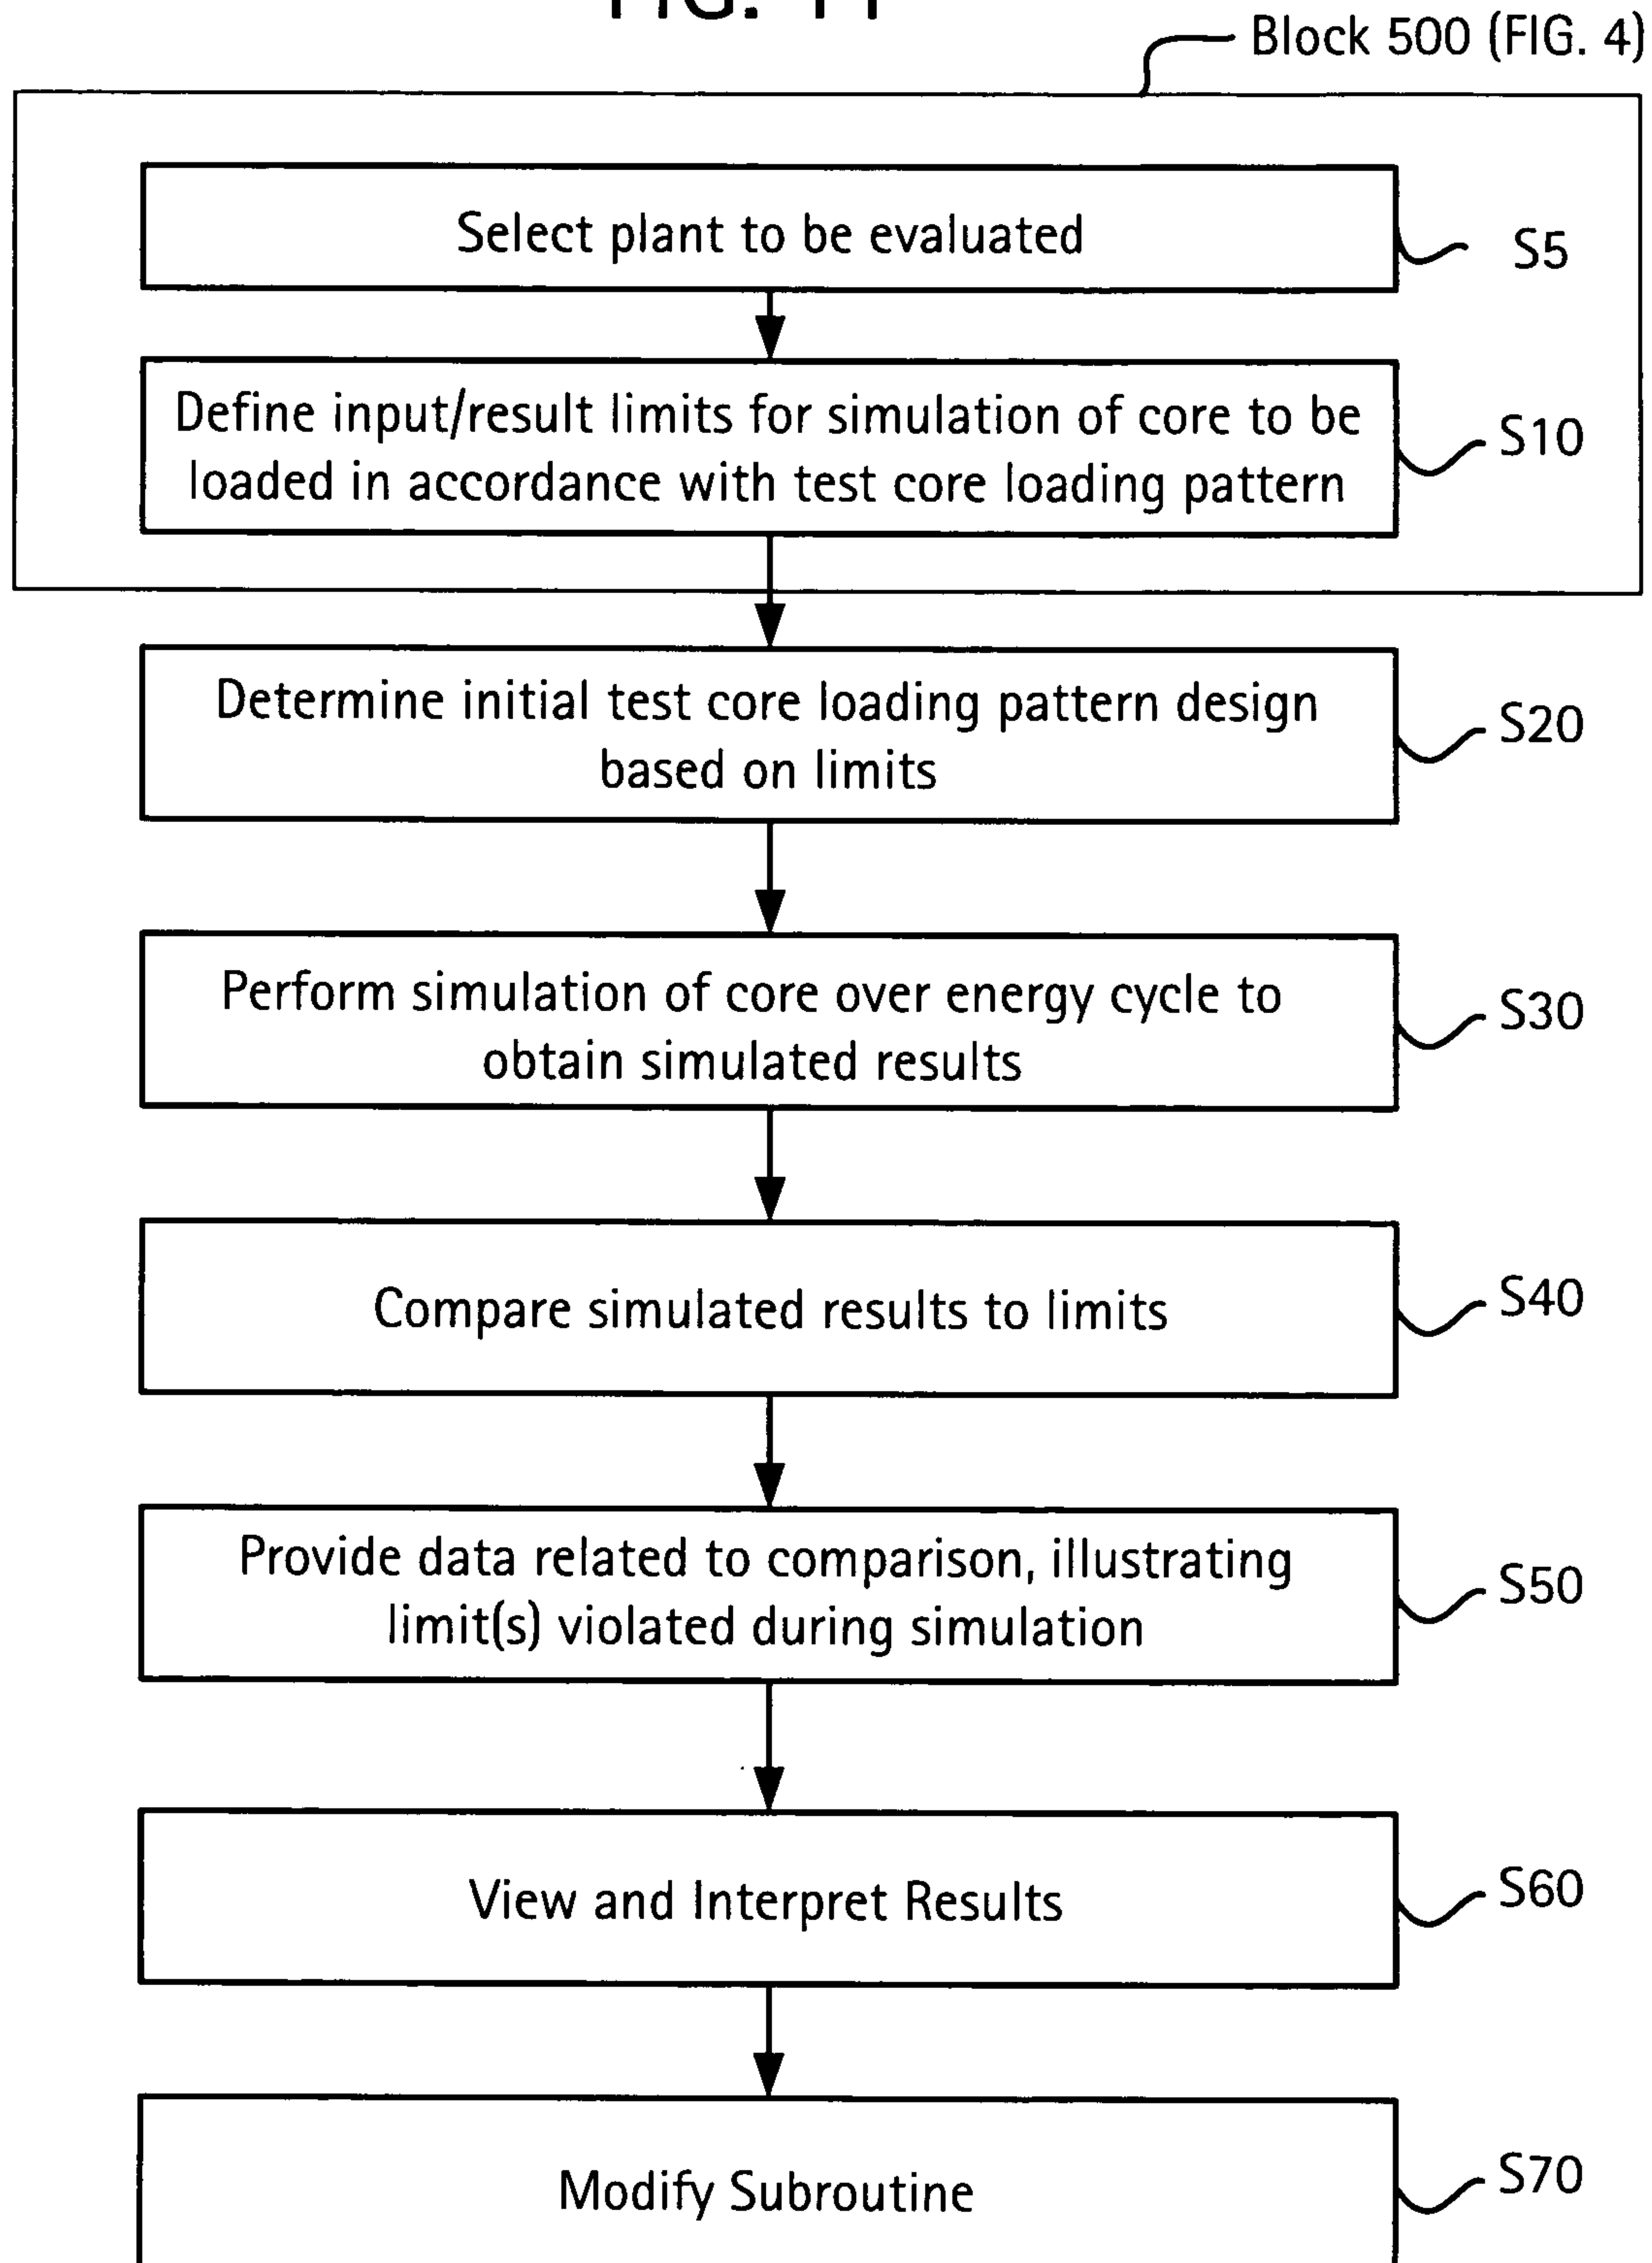 Block 500 (FIG. 4)
Select plant to be evaluated
S5
Define input/result limits for simulation of core to be
loaded in accordance with test core loading pattern
S10
Determine initial test core loading pattern design
based on limits
S20
Perform simulation of core over energy cycle to
obtain simulated results
S30
Compare simulated results to limits
S40
Provide data related to comparison, illustrating
limit(s) violated during simulation
S50
View and Interpret Results
S60
Modify Subroutine
S70